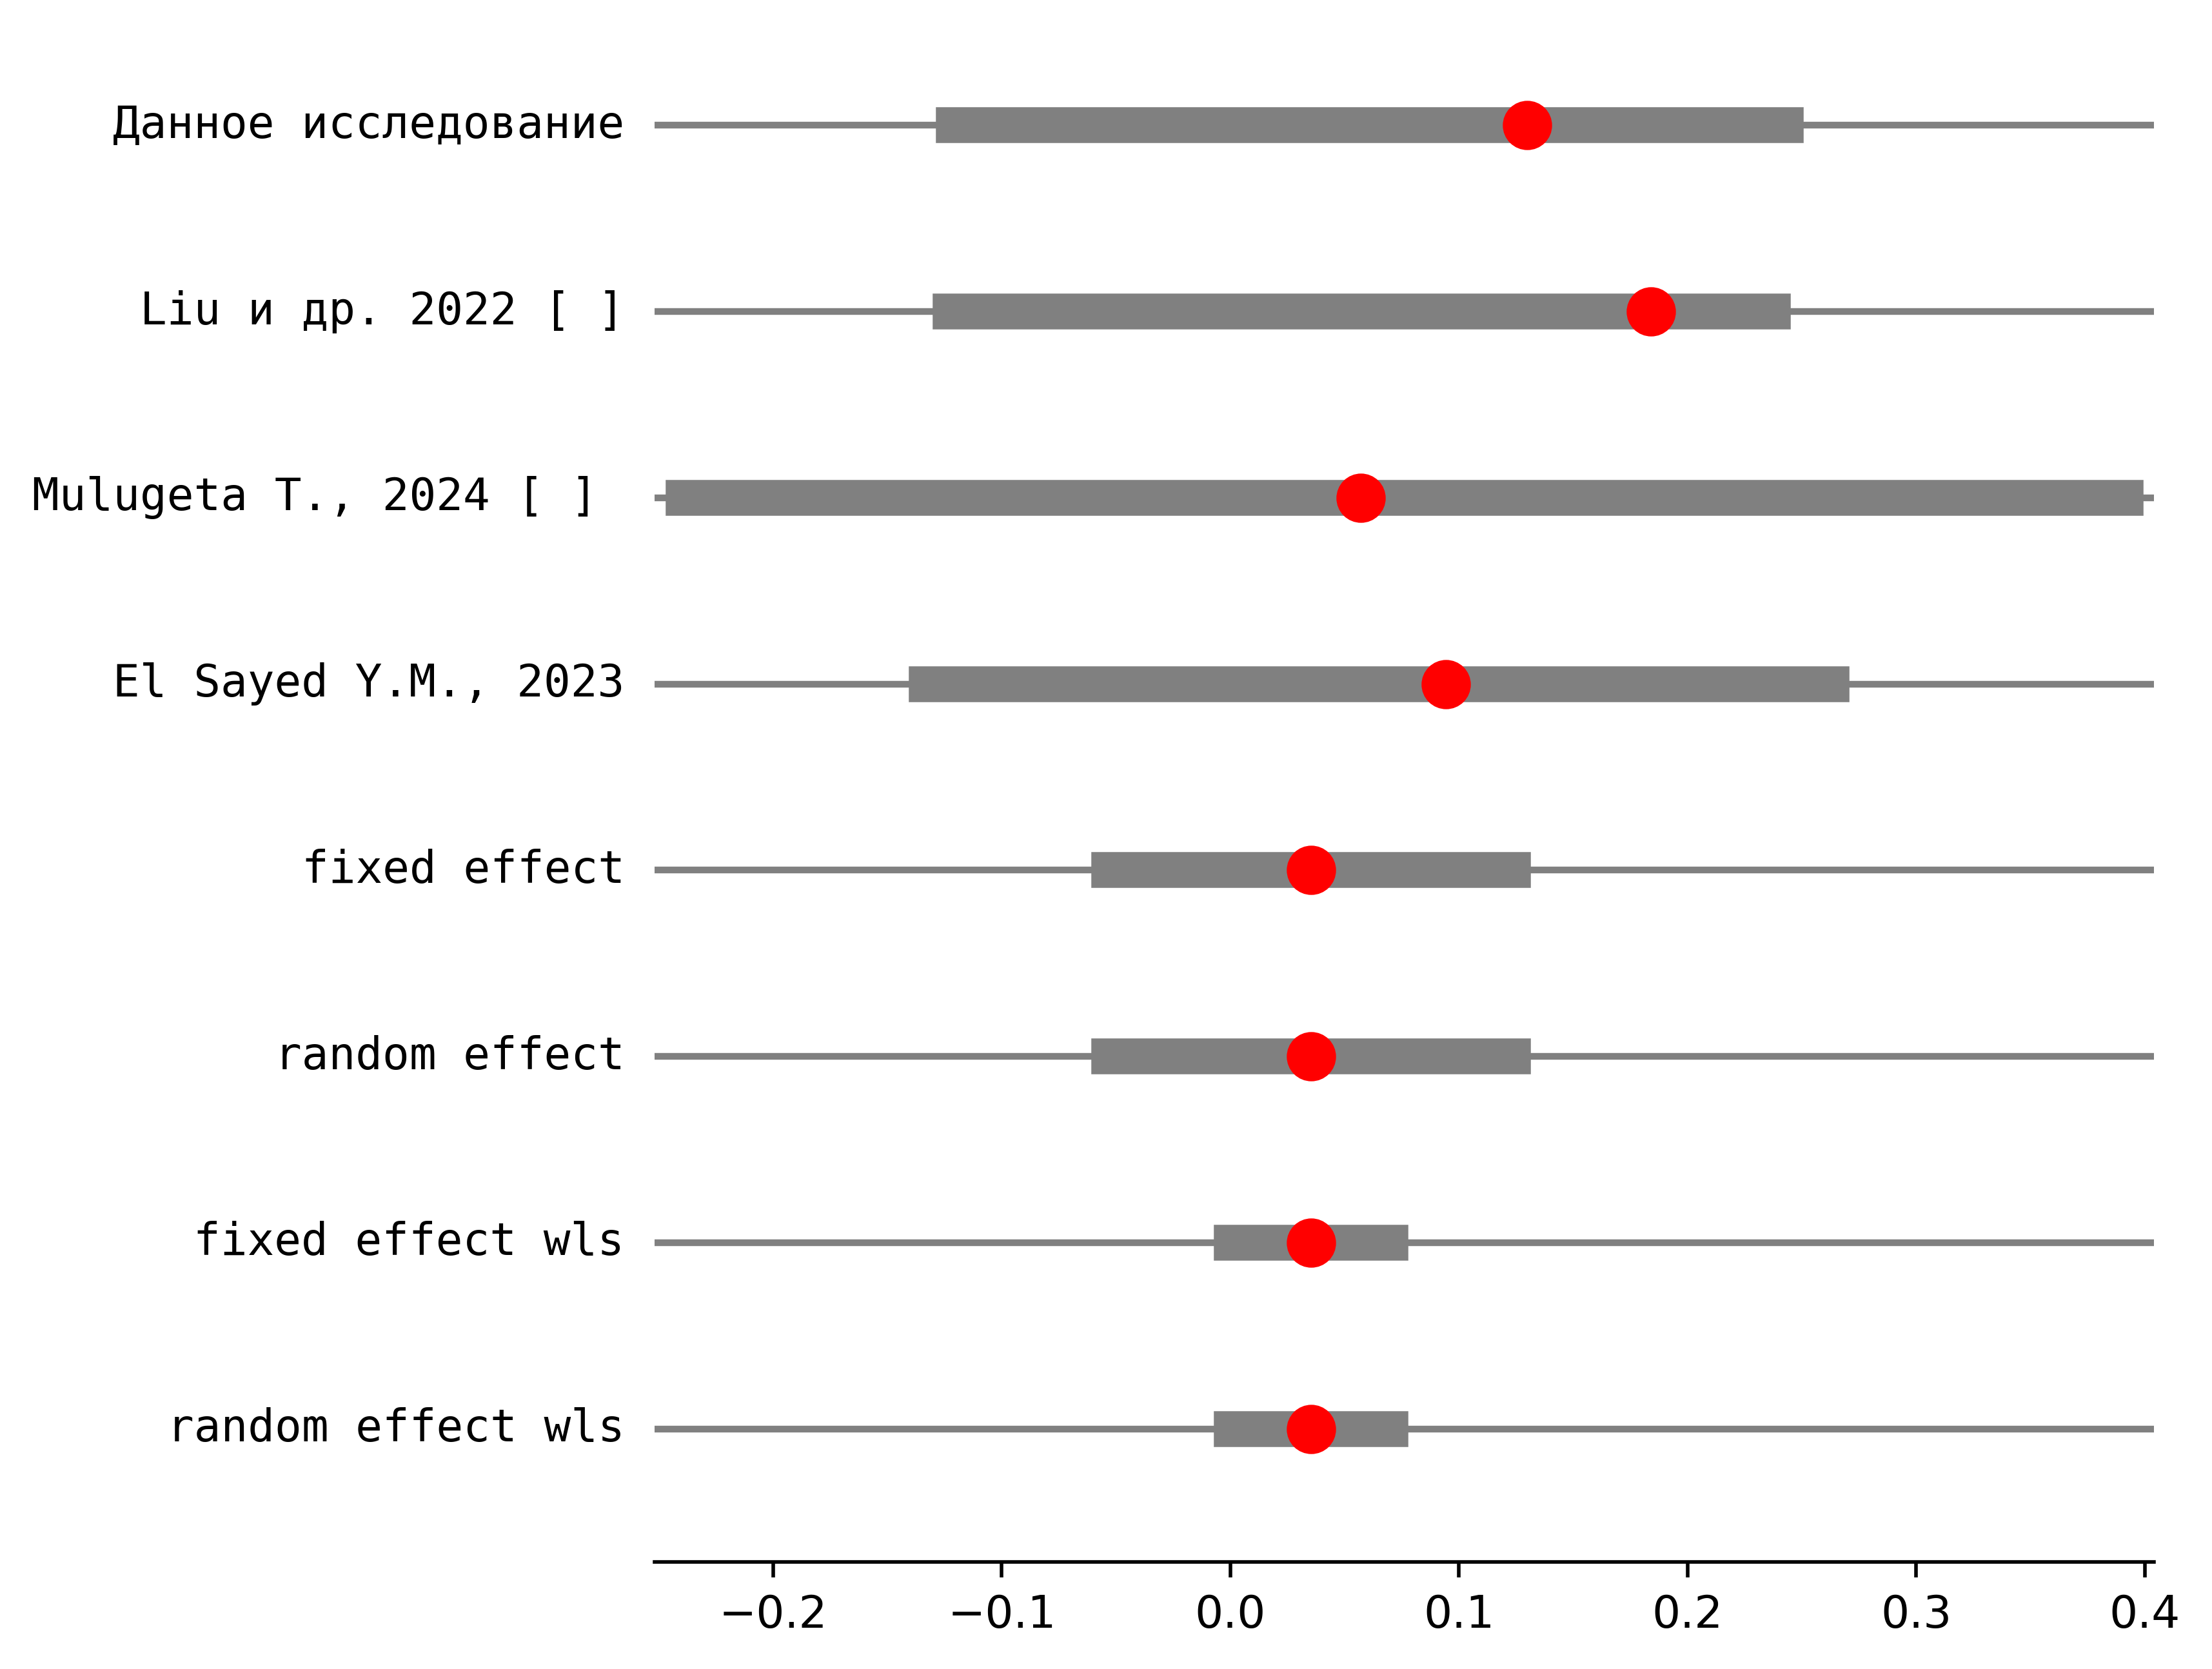 Данное исследование
Liu и др. 2022 [ ]
Mulugeta T., 2024 [ ]
El Sayed Y.M., 2023
fixed effect
random effect
fixed effect wls
random effect wls
−0.2 −0.1 0.0 0.1 0.2 0.3 0.4